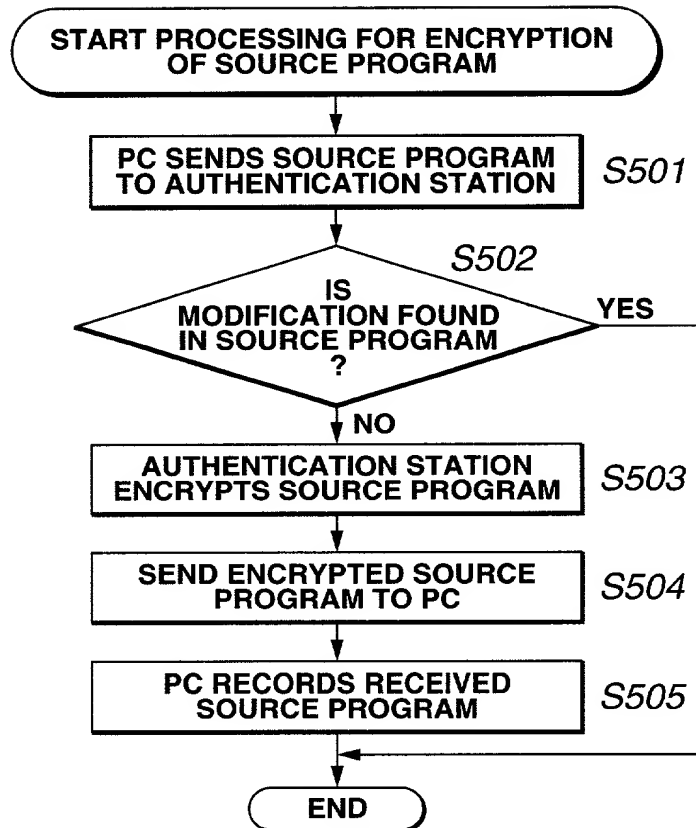 START PROCESSING FOR ENCRYPTION
OF SOURCE PROGRAM
PC SENDS SOURCE PROGRAM
TO AUTHENTICATION STATION
S501
S502
IS
MODIFICATION FOUND
IN SOURCE PROGRAM
?
YES
NO
AUTHENTICATION STATION
ENCRYPTS SOURCE PROGRAM
S503
SEND ENCRYPTED SOURCE
PROGRAM TO PC
S504
PC RECORDS RECEIVED
SOURCE PROGRAM
S505
END